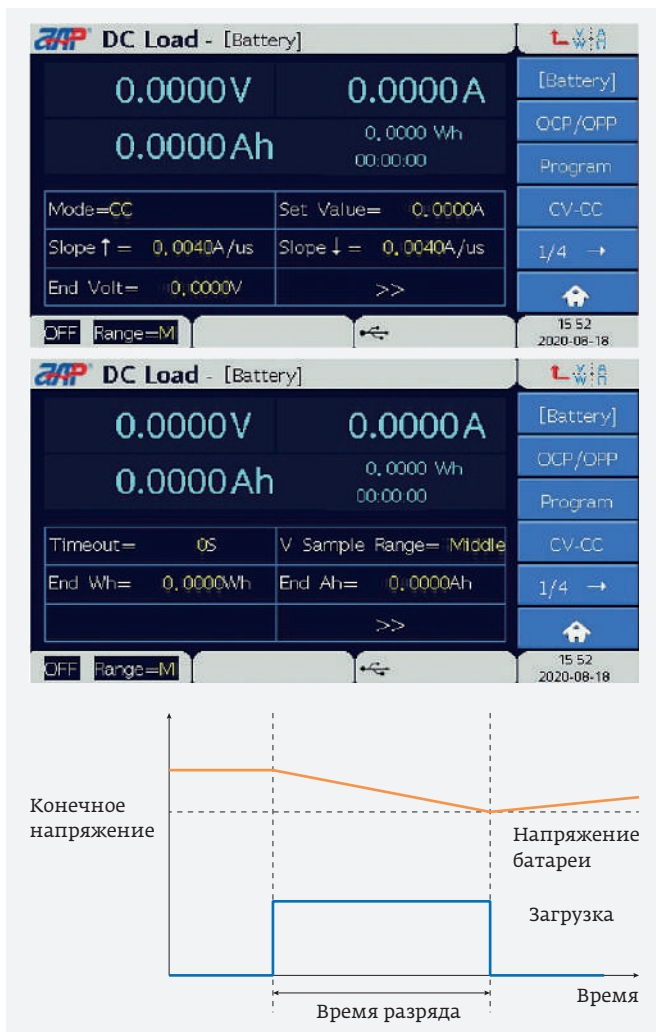 DC Load - [Battery]
0.0000V 0.0000A
0.0000Ah 0.0000 Wh
00:00:00
Mode=CC Set Value= 0.0000A
Slope↑= 0.0040A/us Slope↓= 0.0040A/us
End Volt= 0.0000V >>
OFF Range=M
[Battery]
OCP/OPP
Program
CV-CC
1/4 →
15:52
2020-08-18
DC Load - [Battery]
0.0000V 0.0000A
0.0000Ah 0.0000 Wh
00:00:00
Timeout= 0S V Sample Range= Middle
End Wh= 0.0000Wh End Ah= 0.0000Ah
>>
OFF Range=M
[Battery]
OCP/OPP
Program
CV-CC
1/4 →
15:52
2020-08-18
Конечное
напряжение
Напряжение
батареи
Загрузка
Время
Время разряда